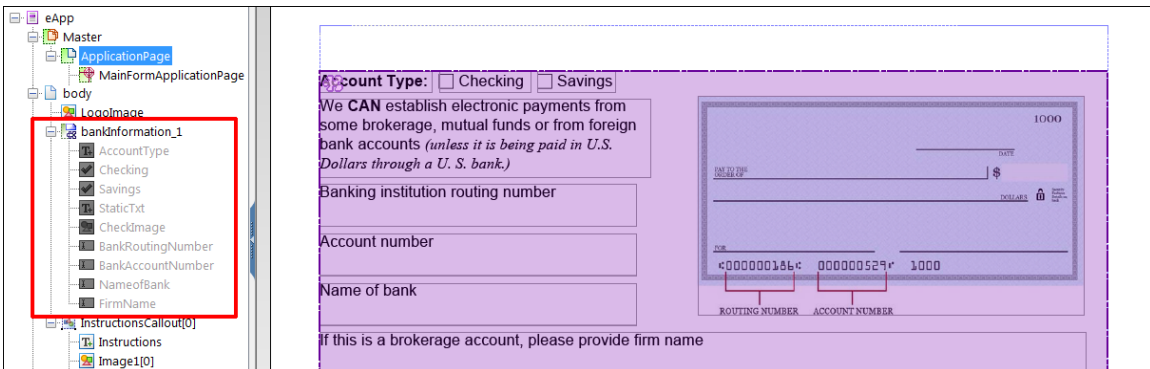 eApp
Master
ApplicationPage
MainFormApplicationPage
body
LogoImage
bankInformation_1
AccountType
Checking
Savings
StaticTxt
CheckImage
BankRoutingNumber
BankAccountNumber
NameofBank
FirmName
InstructionsCallout[0]
Instructions
Image1[0]
Account Type: Checking Savings
We CAN establish electronic payments from
some brokerage, mutual funds or from foreign
bank accounts (unless it is being paid in U.S.
Dollars through a U. S. bank.)
Banking institution routing number
Account number
Name of bank
If this is a brokerage account, please provide firm name
1000
DATE
PAY TO THE
ORDER OF
$
DOLLARS
FOR
000000186 000000529 1000
ROUTING NUMBER ACCOUNT NUMBER